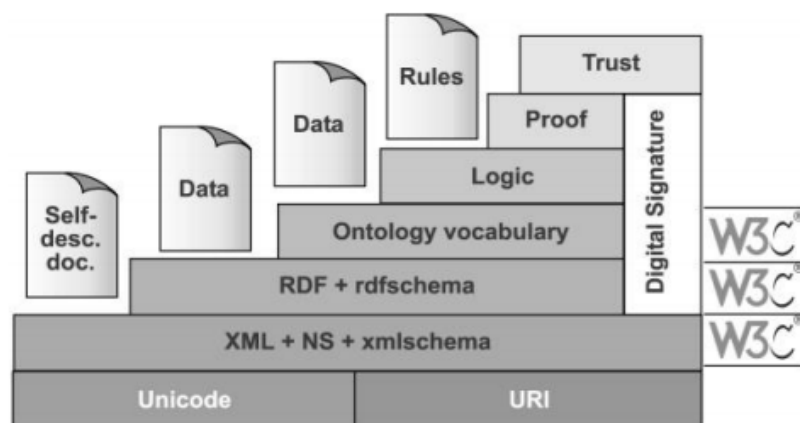 Rules
Trust
Data
Proof
Data
Logic
Digital Signature
Self-
desc.
doc.
Ontology vocabulary
W3C®
RDF + rdfschema
W3C®
XML + NS + xmlschema
W3C®
Unicode
URI